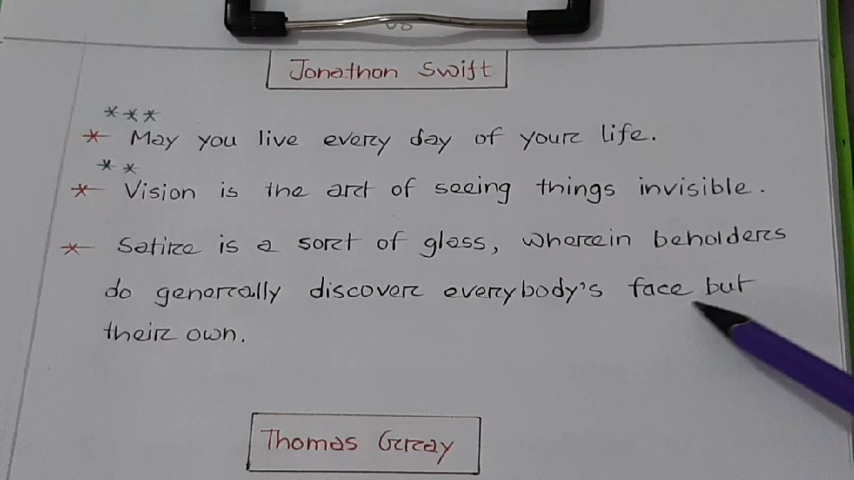 Jonathon Swift
***
* May you live every day of your life.
**
* Vision is the art of seeing things invisible.
* Satire is a sort of glass, wherein beholders
do generally discover everybody's face but
their own.
Thomas Gray